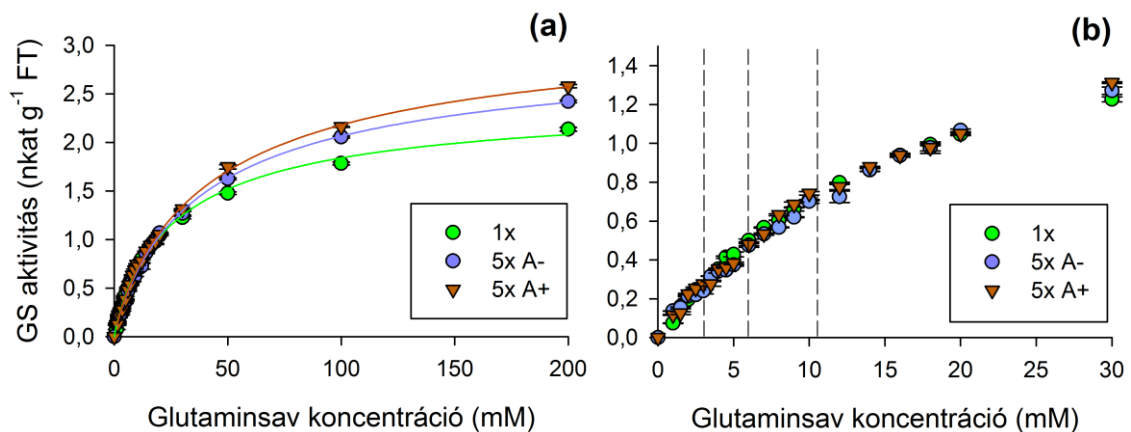 (a)
GS aktivitás (nkat g⁻¹ FT)
3,0
2,5
2,0
1,5
1,0
0,5
0,0
0 50 100 150 200
Glutaminsav koncentráció (mM)
1x
5x A-
5x A+
(b)
1,4
1,2
1,0
0,8
0,6
0,4
0,2
0,0
0 5 10 15 20 25 30
Glutaminsav koncentráció (mM)
1x
5x A-
5x A+